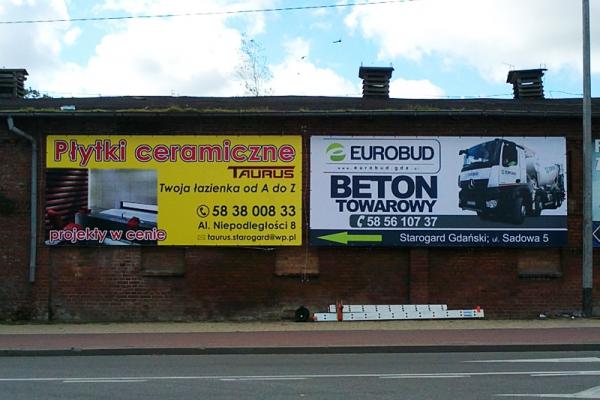 Płytki ceramiczne
TAURUS
Twoja łazienka od A do Z
58 38 008 33
Al. Niepodległości 8
taurus.starogard@wp.pl
projekty w cenie
EUROBUD
www.eurobud.gda.pl
BETON
TOWAROWY
58 56 107 37
Starogard Gdański; ul. Sadowa 5